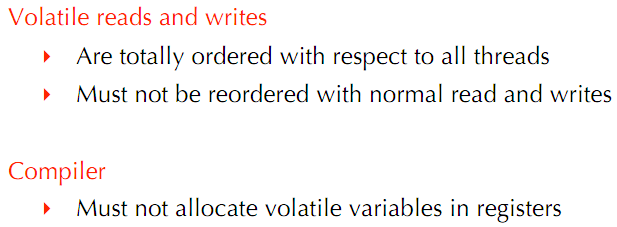 Volatile reads and writes
Are totally ordered with respect to all threads
Must not be reordered with normal read and writes
Compiler
Must not allocate volatile variables in registers